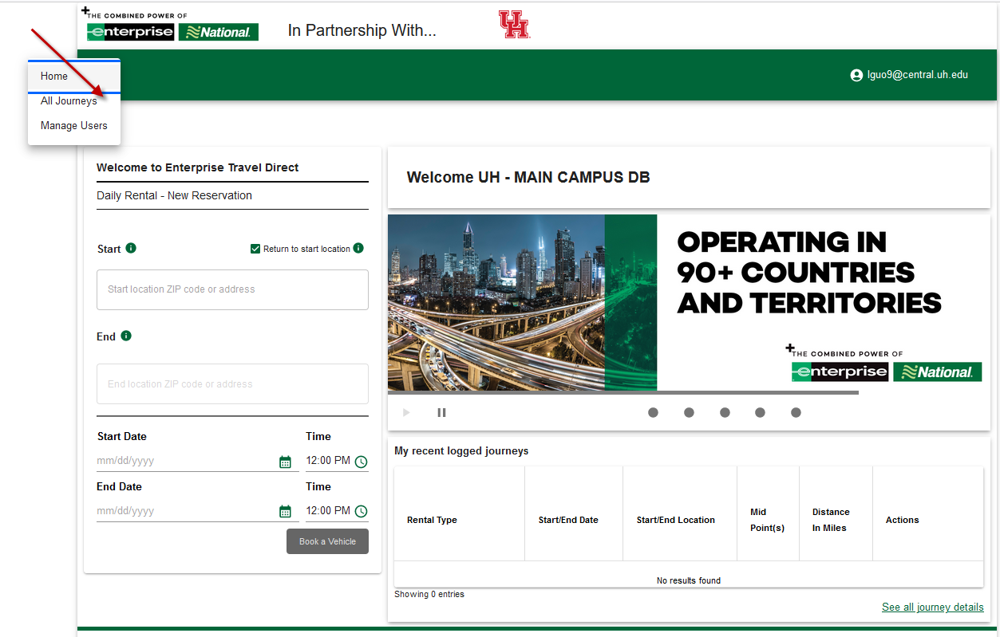 THE COMBINED POWER OF
enterprise National.
In Partnership With...
UH
lguo9@central.uh.edu
Home
All Journeys
Manage Users
Welcome to Enterprise Travel Direct
Daily Rental - New Reservation
Start
Return to start location
Start location ZIP code or address
End
End location ZIP code or address
Start Date Time
mm/dd/yyyy 12:00 PM
End Date Time
mm/dd/yyyy 12:00 PM
Book a Vehicle
Welcome UH - MAIN CAMPUS DB
OPERATING IN
90+ COUNTRIES
AND TERRITORIES
THE COMBINED POWER OF
enterprise National.
My recent logged journeys
Rental Type Start/End Date Start/End Location Mid Point(s) Distance In Miles Actions
No results found
Showing 0 entries
See all journey details